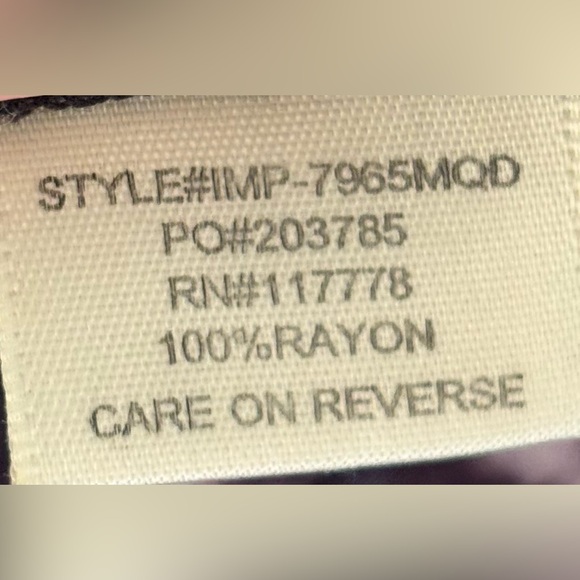 STYLE#IMP-7965MQD
PO#203785
RN#117778
100%RAYON
CARE ON REVERSE